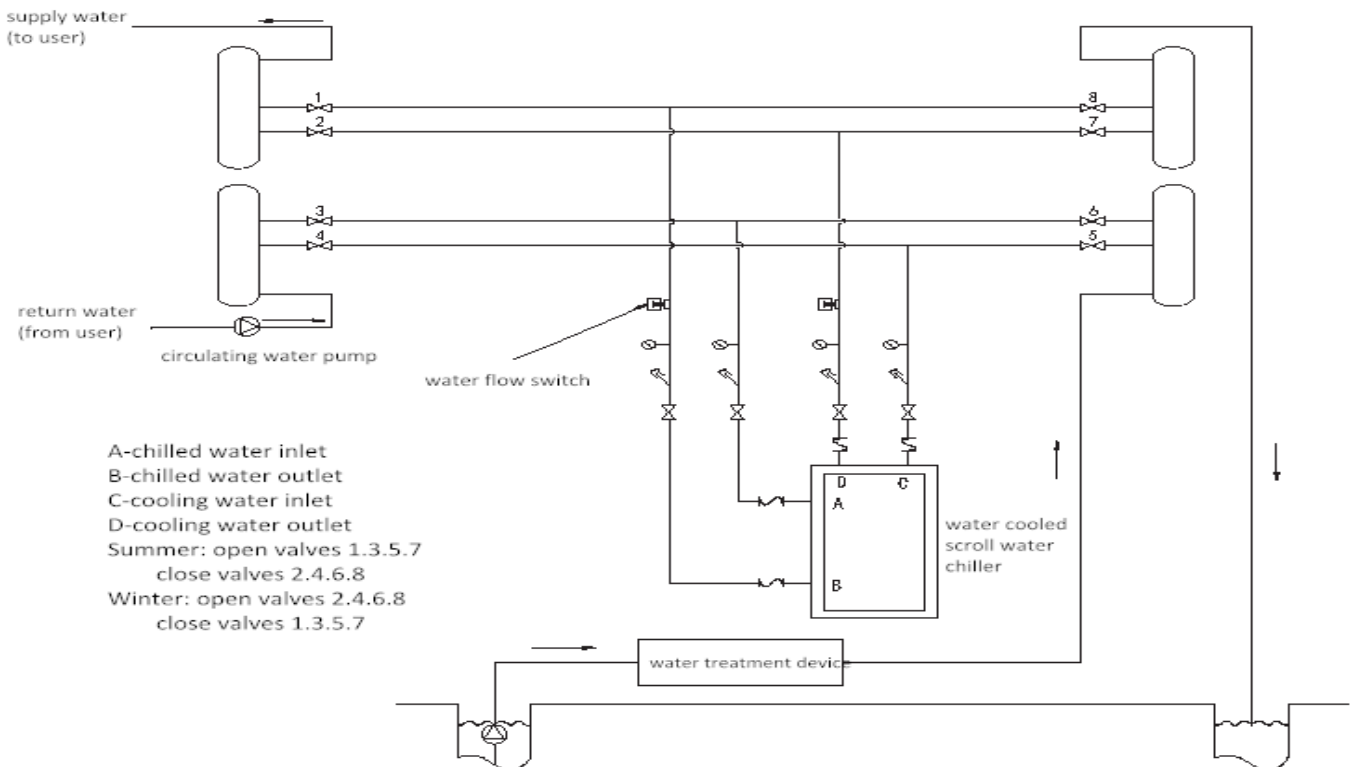 supply water
(to user)
1
2
8
7
3
4
6
5
return water
(from user)
circulating water pump
water flow switch
A-chilled water inlet
B-chilled water outlet
C-cooling water inlet
D-cooling water outlet
Summer: open valves 1.3.5.7
close valves 2.4.6.8
Winter: open valves 2.4.6.8
close valves 1.3.5.7
D
C
A
B
water cooled
scroll water
chiller
water treatment device